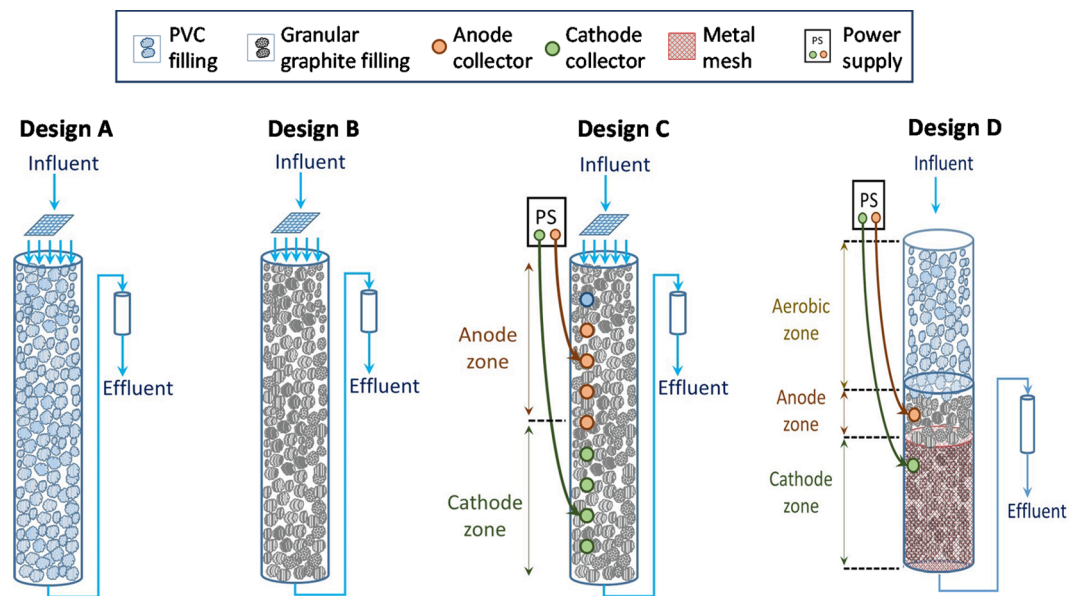 PVC
filling
Granular
graphite filling
Anode
collector
Cathode
collector
Metal
mesh
PS
Power
supply
Design A
Influent
Effluent
Design B
Influent
Effluent
Design C
Influent
PS
Anode
zone
Cathode
zone
Effluent
Design D
Influent
PS
Aerobic
zone
Anode
zone
Cathode
zone
Effluent